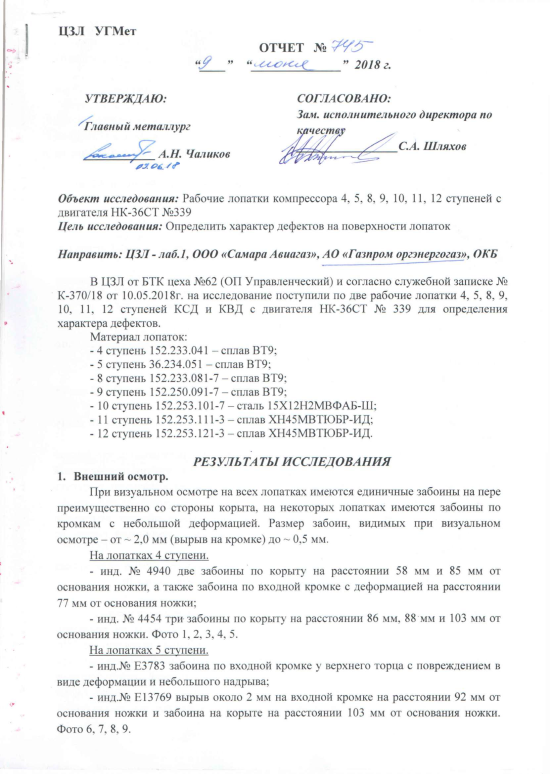 ЦЗЛ УГМет
ОТЧЕТ № 745
“ 9 ” “ июня ” 2018 г.
УТВЕРЖДАЮ:
Главный металлург
А.Н. Чаликов
СОГЛАСОВАНО:
Зам. исполнительного директора по
качеству
С.А. Шляхов
Объект исследования: Рабочие лопатки компрессора 4, 5, 8, 9, 10, 11, 12 ступеней с
двигателя НК-36СТ №339
Цель исследования: Определить характер дефектов на поверхности лопаток
Направить: ЦЗЛ - лаб.1, ООО «Самара Авиагаз», АО «Газпром оргэнергогаз», ОКБ
В ЦЗЛ от БТК цеха №62 (ОП Управленческий) и согласно служебной записке №
К-370/18 от 10.05.2018г. на исследование поступили по две рабочие лопатки 4, 5, 8, 9,
10, 11, 12 ступеней КСД и КВД с двигателя НК-36СТ № 339 для определения
характера дефектов.
Материал лопаток:
- 4 ступень 152.233.041 – сплав ВТ9;
- 5 ступень 36.234.051 – сплав ВТ9;
- 8 ступень 152.233.081-7 – сплав ВТ9;
- 9 ступень 152.250.091-7 – сплав ВТ9;
- 10 ступень 152.253.101-7 – сталь 15Х12Н2МВФАБ-Ш;
- 11 ступень 152.253.111-3 – сплав ХН45МВТЮБР-ИД;
- 12 ступень 152.253.121-3 – сплав ХН45МВТЮБР-ИД.
РЕЗУЛЬТАТЫ ИССЛЕДОВАНИЯ
1. Внешний осмотр.
При визуальном осмотре на всех лопатках имеются единичные забоины на пере
преимущественно со стороны корыта, на некоторых лопатках имеются забоины по
кромкам с небольшой деформацией. Размер забоин, видимых при визуальном
осмотре – от ~ 2,0 мм (вырыв на кромке) до ~ 0,5 мм.
На лопатках 4 ступени.
- инд. № 4940 две забоины по корыту на расстоянии 58 мм и 85 мм от
основания ножки, а также забоина по входной кромке с деформацией на расстоянии
77 мм от основания ножки;
- инд. № 4454 три забоины по корыту на расстоянии 86 мм, 88 мм и 103 мм от
основания ножки. Фото 1, 2, 3, 4, 5.
На лопатках 5 ступени.
- инд.№ Е3783 забоина по входной кромке у верхнего торца с повреждением в
виде деформации и небольшого надрыва;
- инд.№ Е13769 вырыв около 2 мм на входной кромке на расстоянии 92 мм от
основания ножки и забоина на корыте на расстоянии 103 мм от основания ножки.
Фото 6, 7, 8, 9.